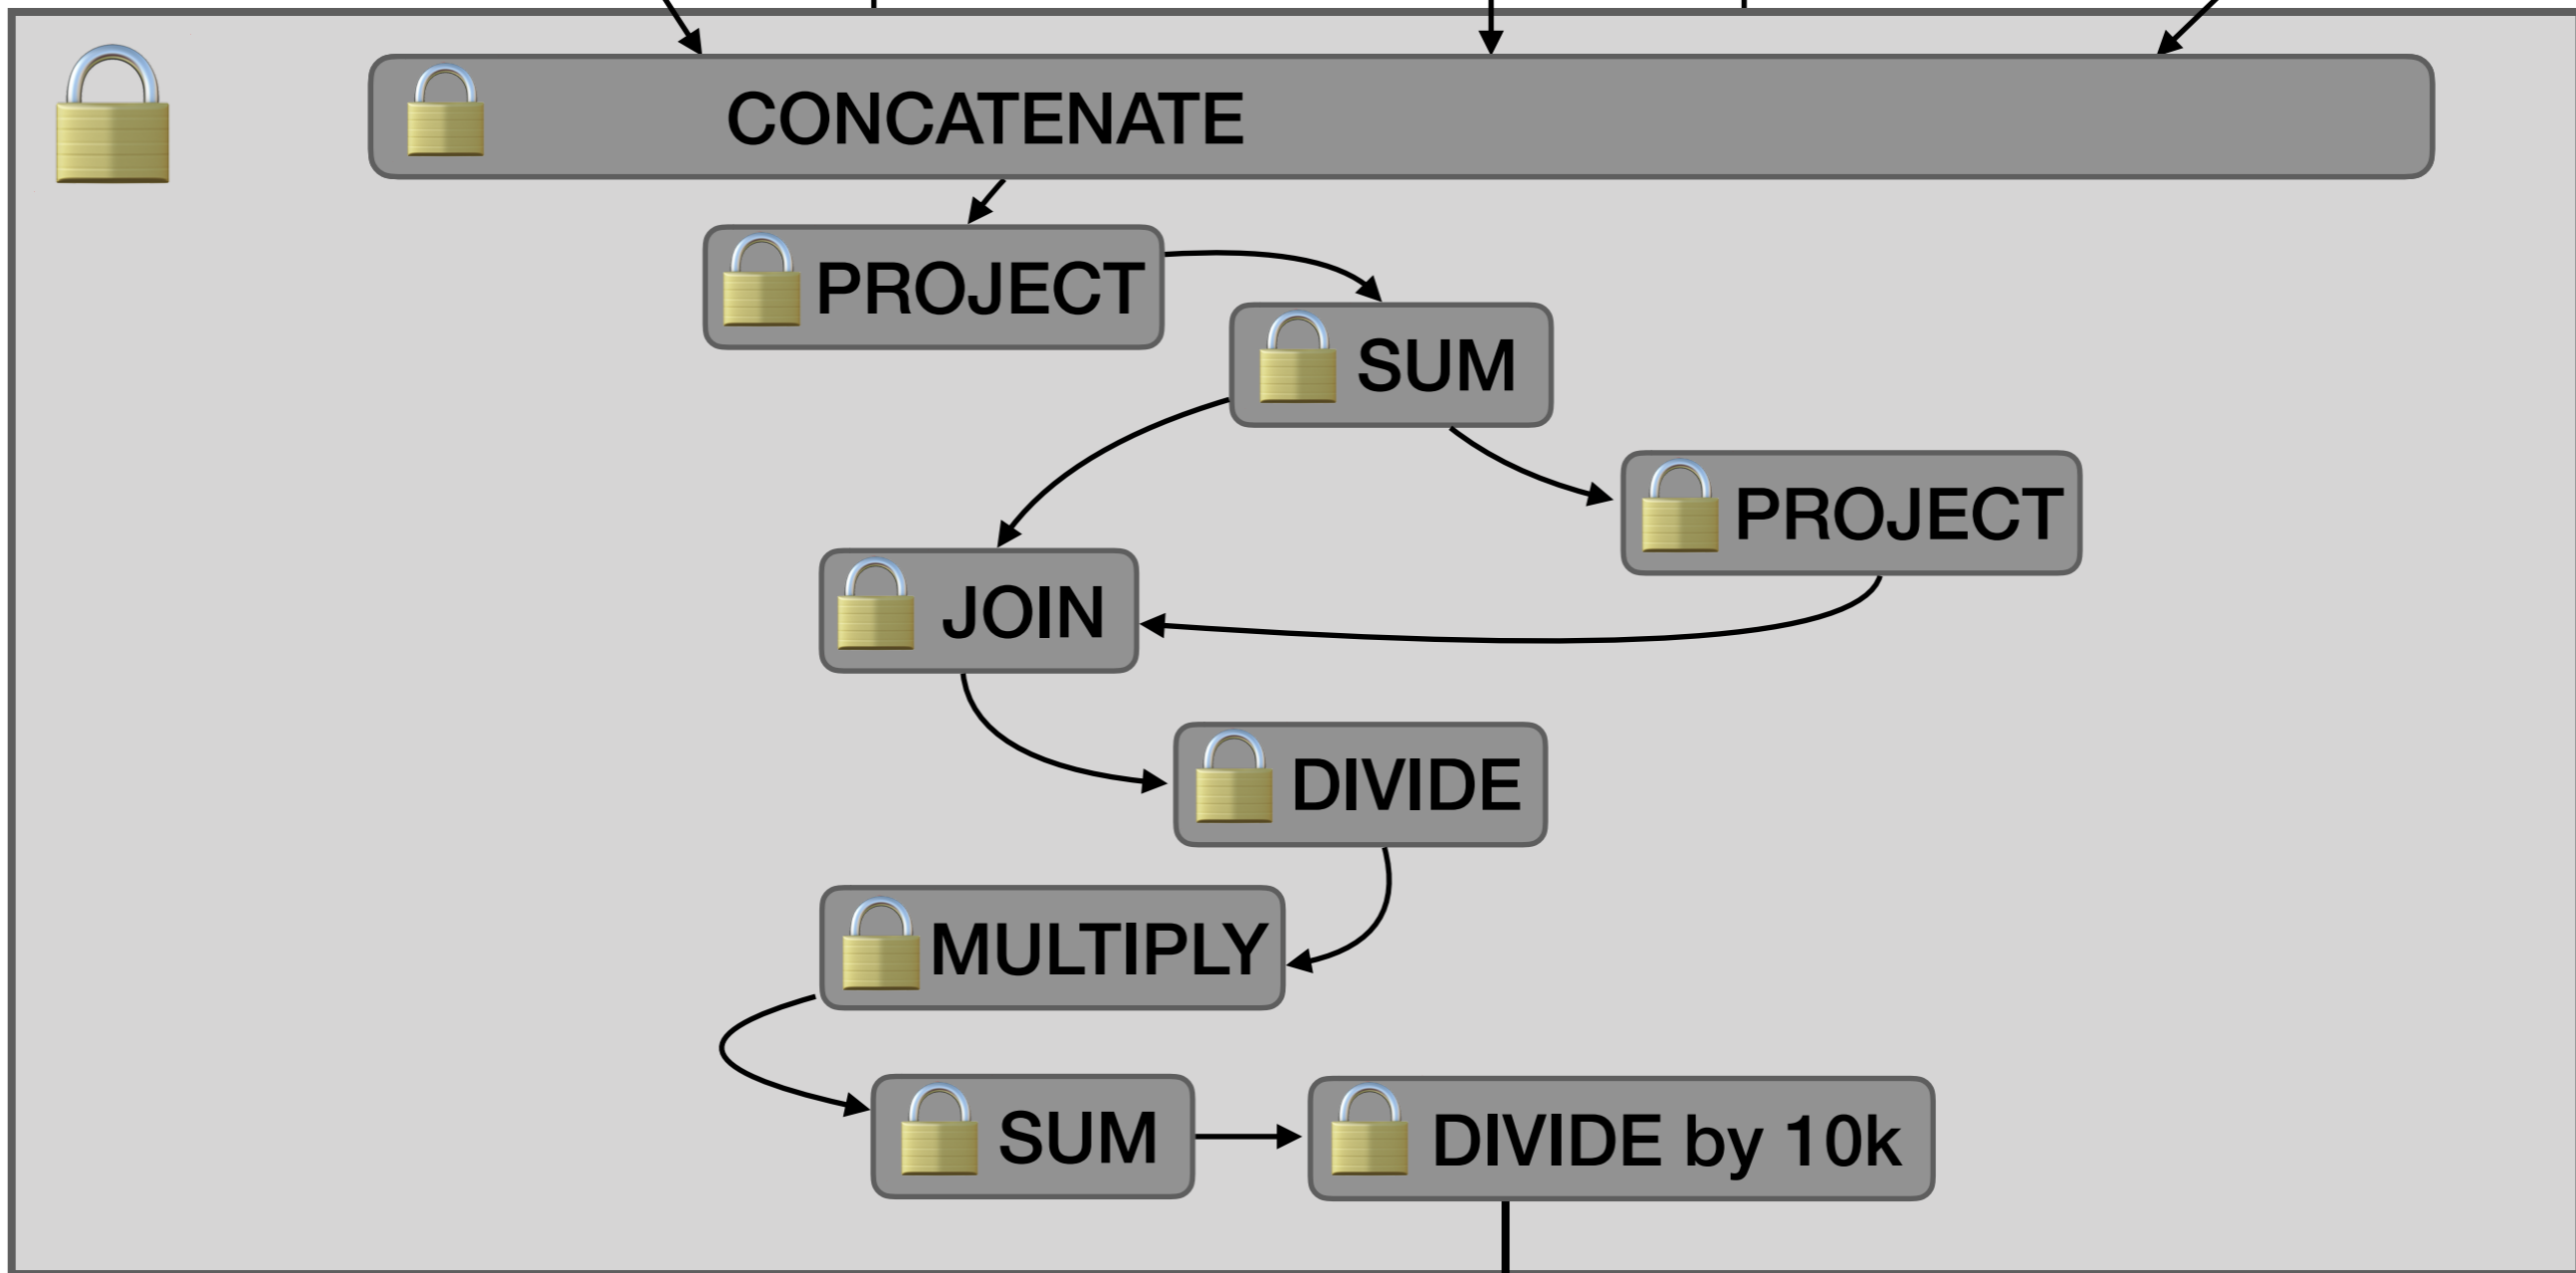 CONCATENATE
PROJECT
SUM
PROJECT
JOIN
DIVIDE
MULTIPLY
SUM
DIVIDE by 10k